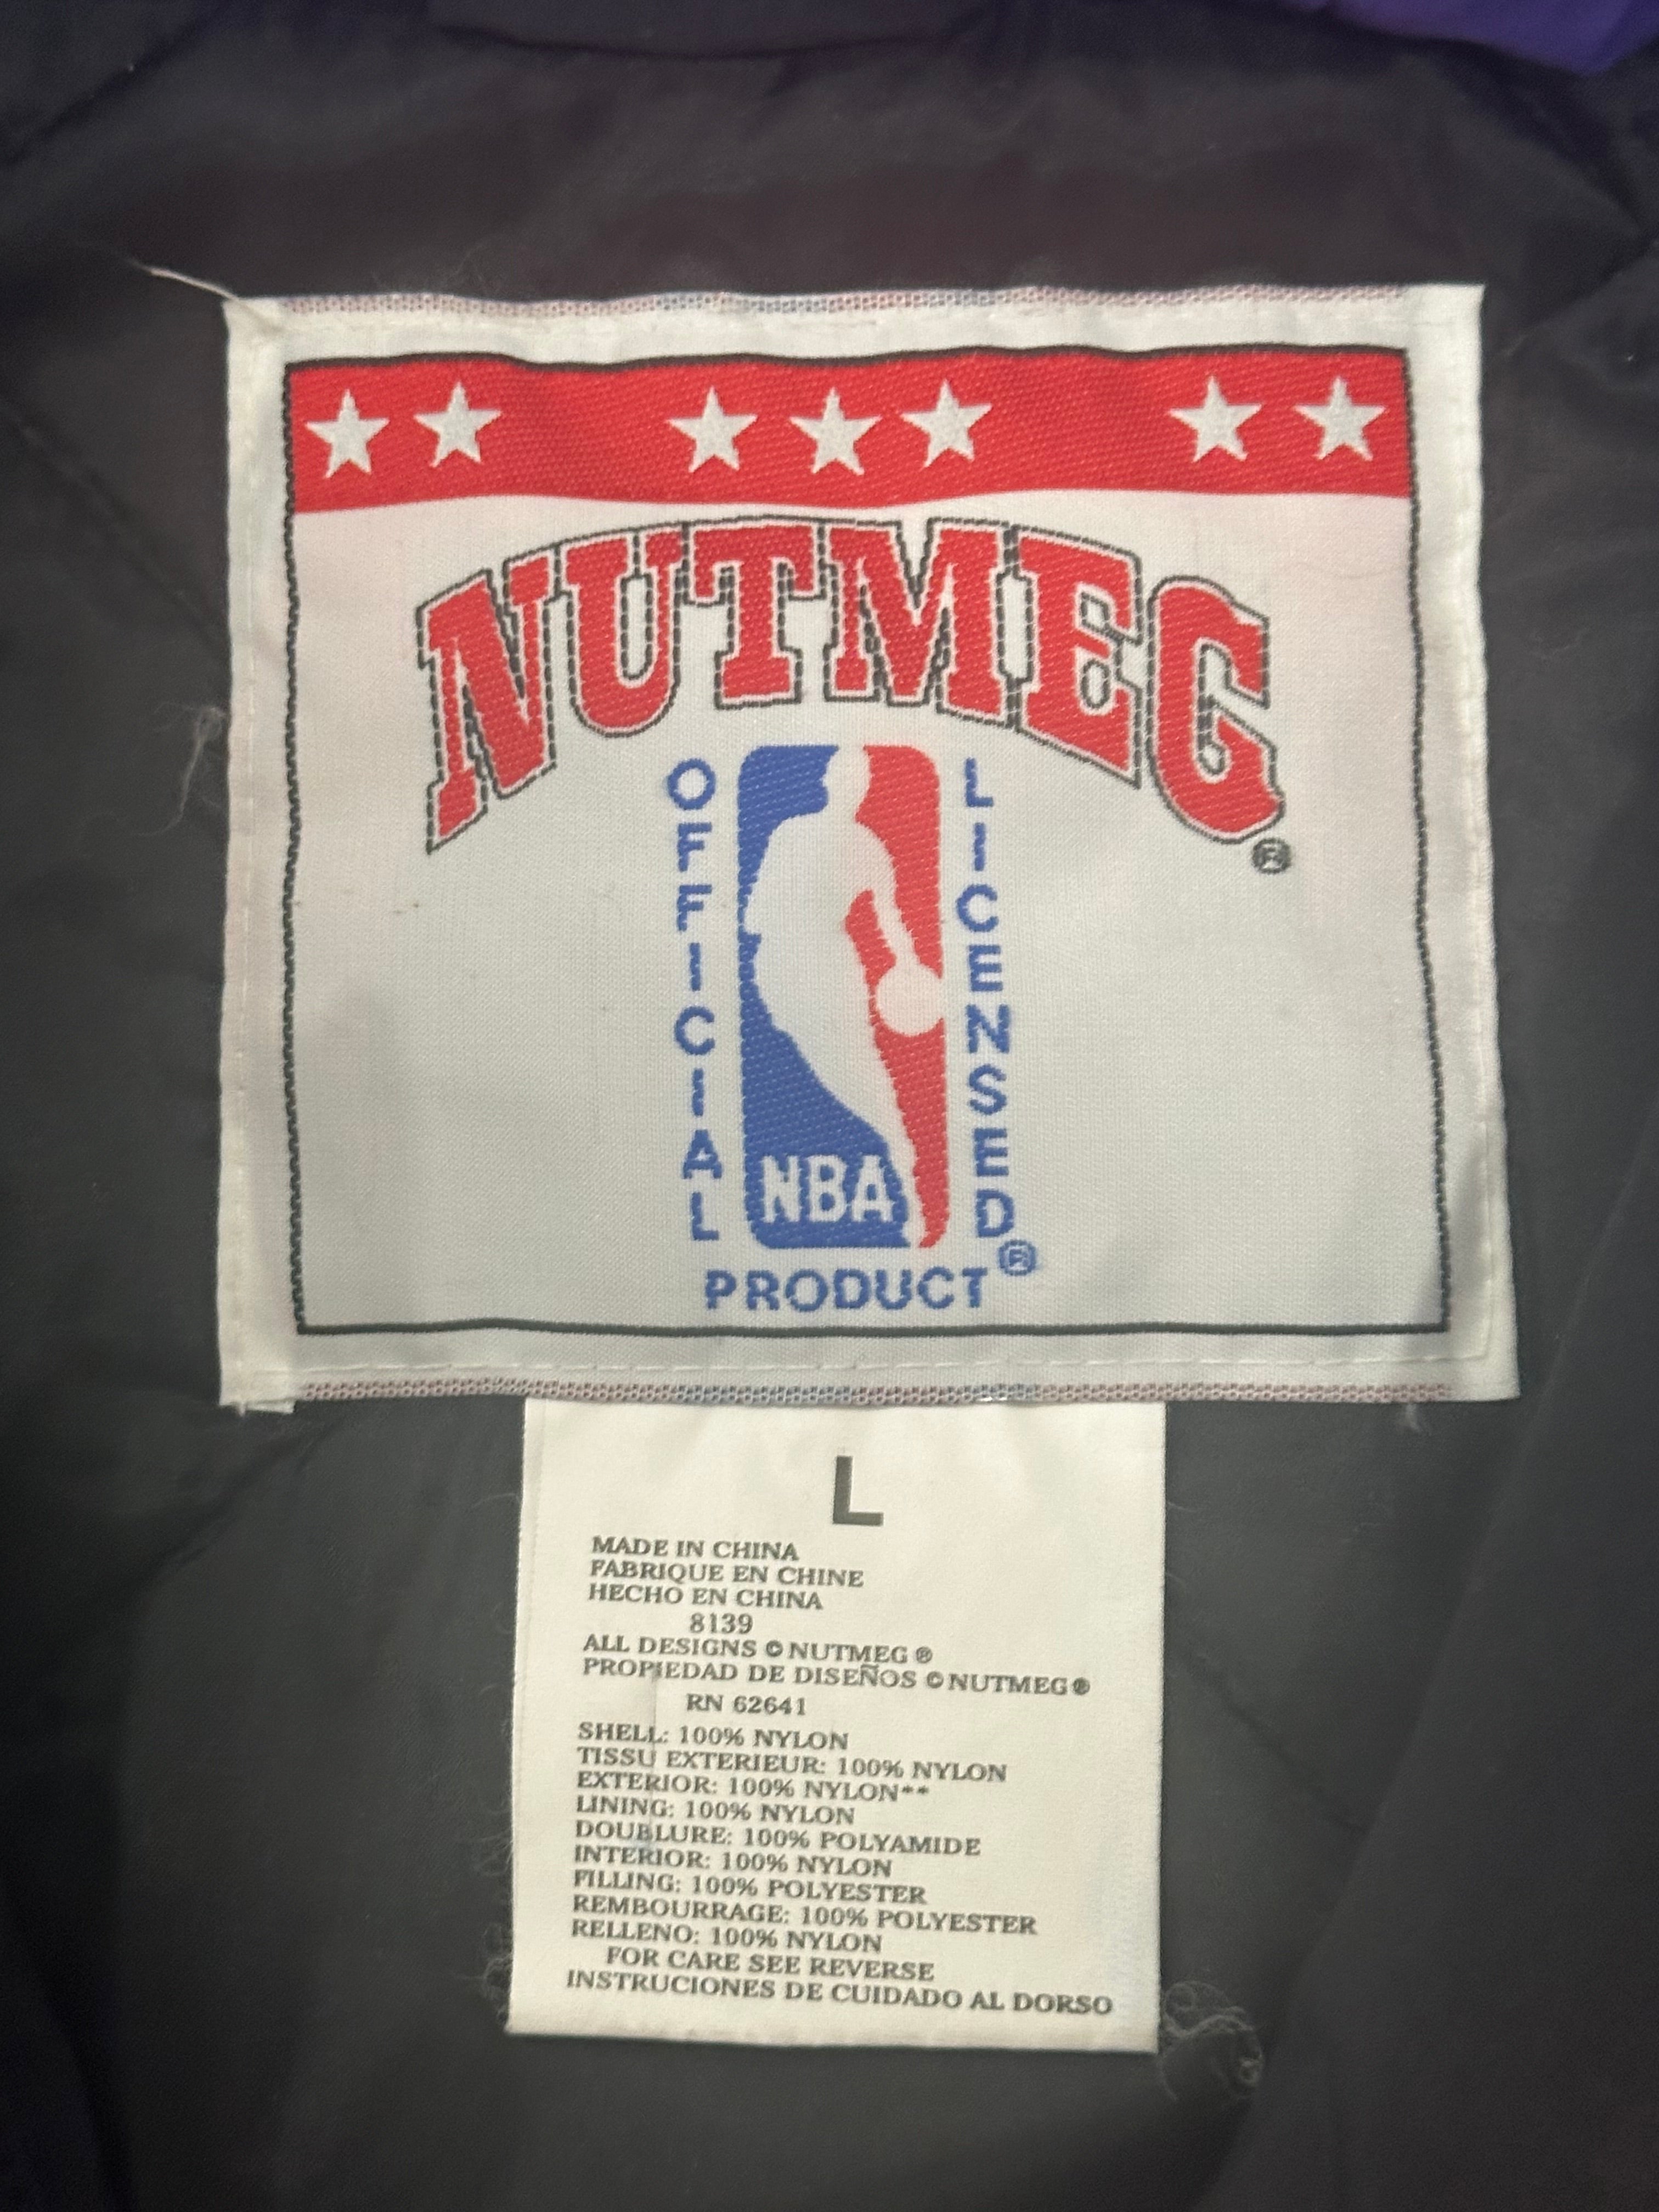 NUTMEG®
OFFICIAL
LICENSED
NBA
PRODUCT®
L
MADE IN CHINA
FABRIQUE EN CHINE
HECHO EN CHINA
8139
ALL DESIGNS © NUTMEG ®
PROPIEDAD DE DISEÑOS © NUTMEG ®
RN 62641
SHELL: 100% NYLON
TISSU EXTERIEUR: 100% NYLON
EXTERIOR: 100% NYLON**
LINING: 100% NYLON
DOUBLURE: 100% POLYAMIDE
INTERIOR: 100% NYLON
FILLING: 100% POLYESTER
REMBOURRAGE: 100% POLYESTER
RELLENO: 100% NYLON
FOR CARE SEE REVERSE
INSTRUCIONES DE CUIDADO AL DORSO